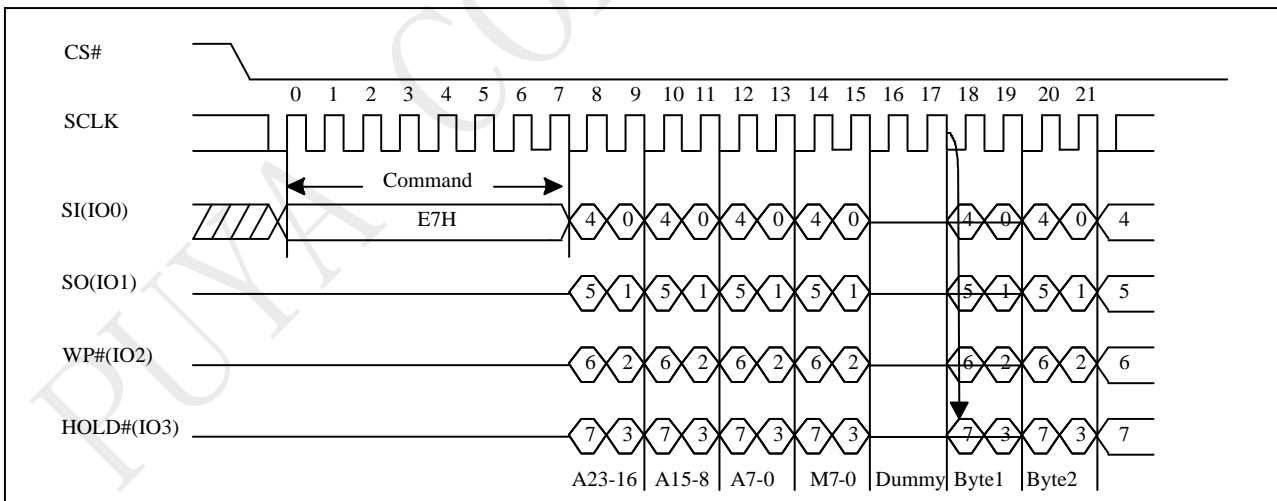 CS#
0 1 2 3 4 5 6 7 8 9 10 11 12 13 14 15 16 17 18 19 20 21
SCLK
Command
SI(IO0) E7H 4 0 4 0 4 0 4 0 4 0 4 0 4
SO(IO1) 5 1 5 1 5 1 5 1 5 1 5 1 5
WP#(IO2) 6 2 6 2 6 2 6 2 6 2 6 2 6
HOLD#(IO3) 7 3 7 3 7 3 7 3 7 3 7 3 7
A23-16 A15-8 A7-0 M7-0 Dummy Byte1 Byte2